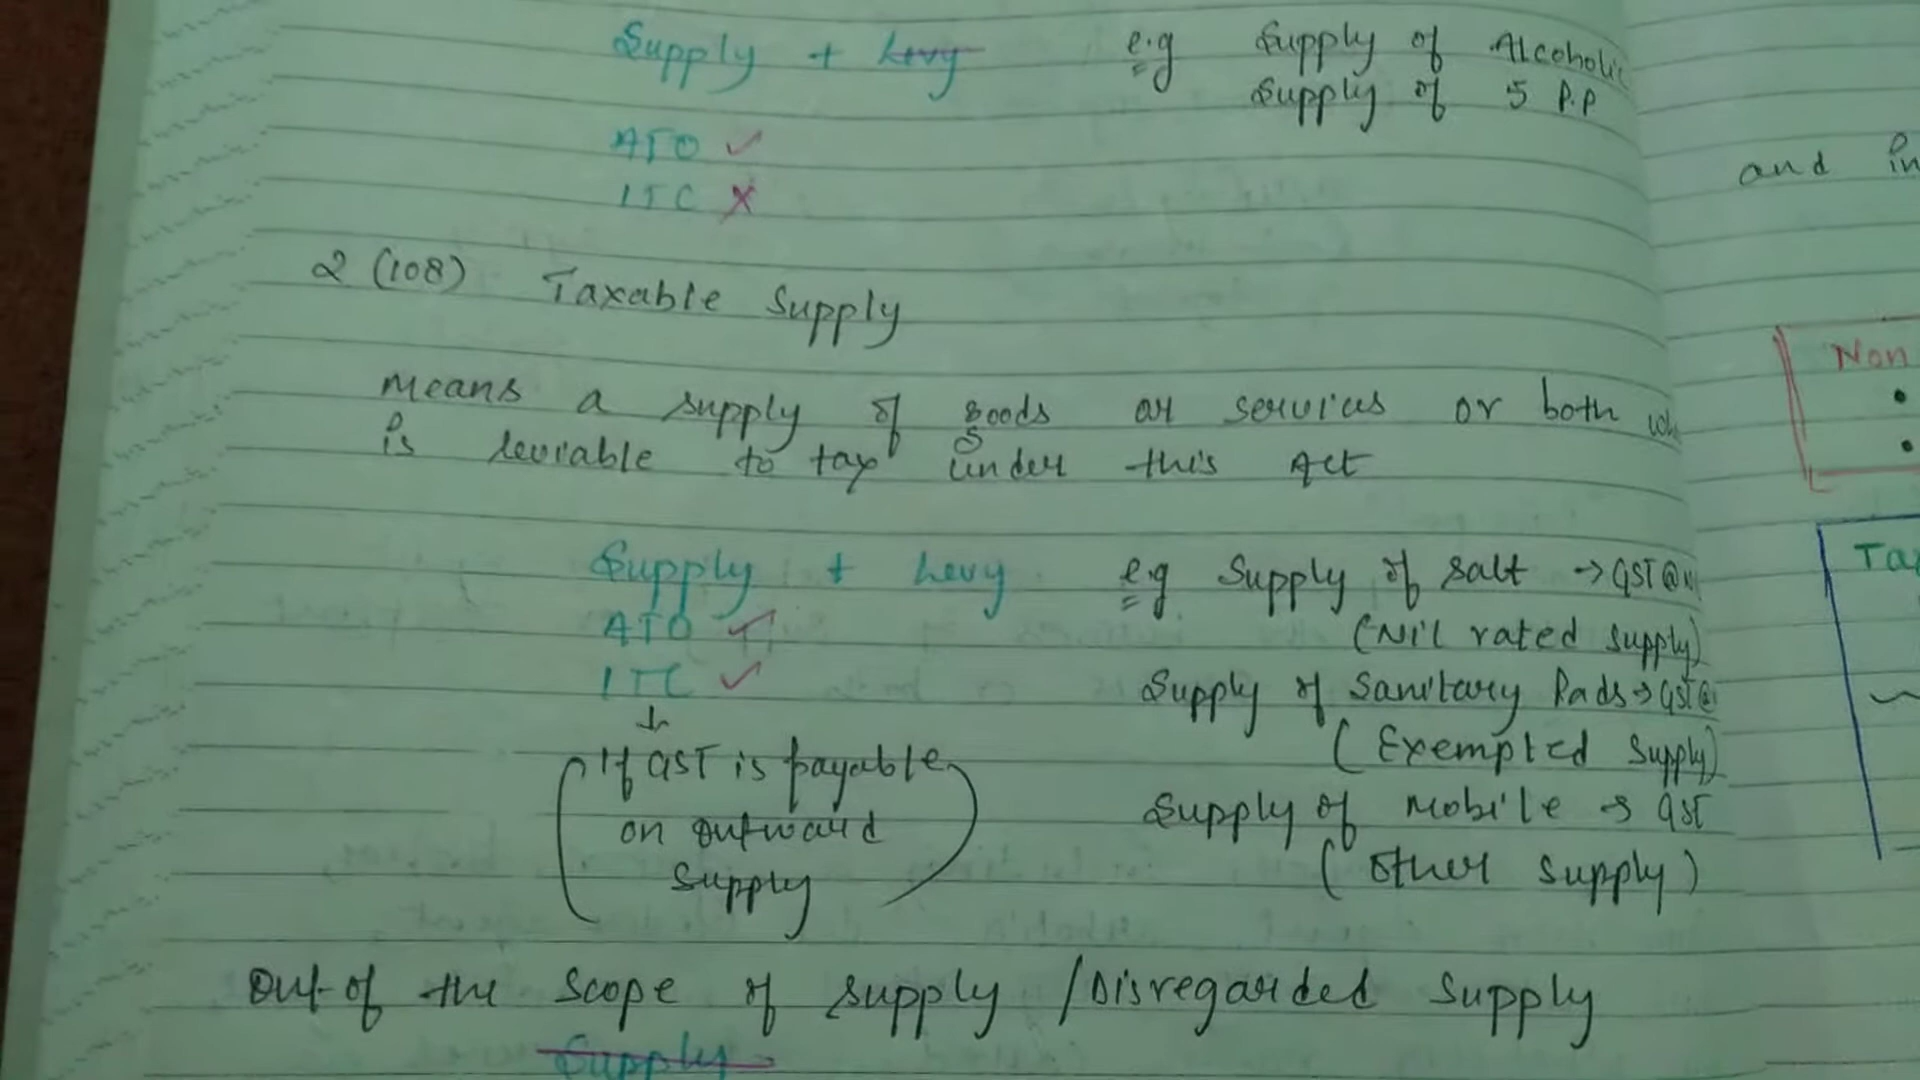 Supply + Levy e.g Supply of Alcoholic
Supply of 5 P.P
ATO ✓
ITC ✗
2 (108) Taxable Supply
means a supply of goods or services or both
is leviable to tax under this Act
Supply + Levy e.g Supply of salt → GST @
ATO ✓ (Nil rated supply)
ITC ✓ Supply of Sanitary Pads → GST @
(Exempted Supply)
If GST is payable
on outward
supply
Supply of mobile → GST
(other supply)
Out of the Scope of supply / Disregarded Supply
Supply
and in
Non
Tax